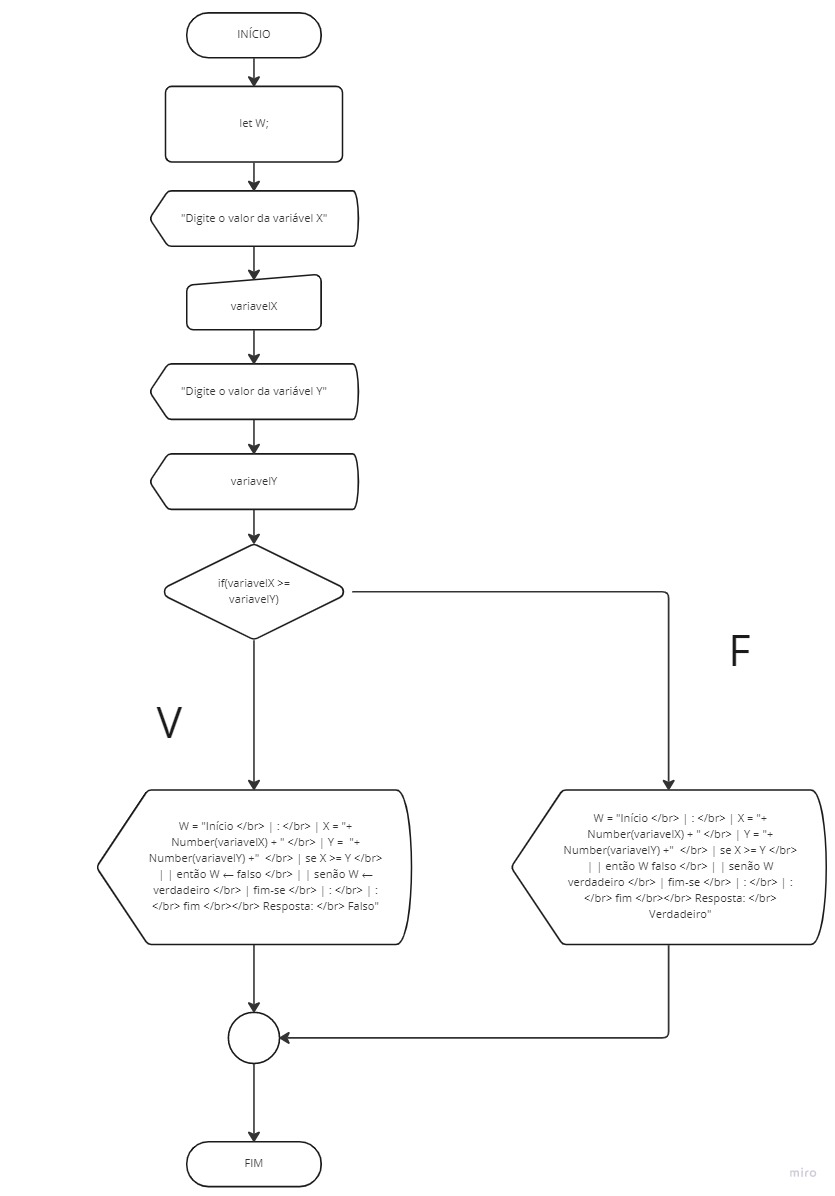 INÍCIO
let W;
"Digite o valor da variável X"
variavelX
"Digite o valor da variável Y"
variavelY
if(variavelX >=
variavelY)
F
V
W = "Início </br> | : </br> | X = "+
Number(variavelX) + " </br> | Y =  "+
Number(variavelY) +"  </br> | se X >= Y </br>
| | então W ← falso </br> | | senão W ←
verdadeiro </br> | fim-se </br> | : </br> | :
</br> fim </br></br> Resposta: </br> Falso"
W = "Início </br> | : </br> | X = "+
Number(variavelX) + " </br> | Y = "+
Number(variavelY) +"  </br> | se X >= Y </br>
| | então W falso </br> | | senão W
verdadeiro </br> | fim-se </br> | : </br> | :
</br> fim </br></br> Resposta: </br>
Verdadeiro"
FIM
miro